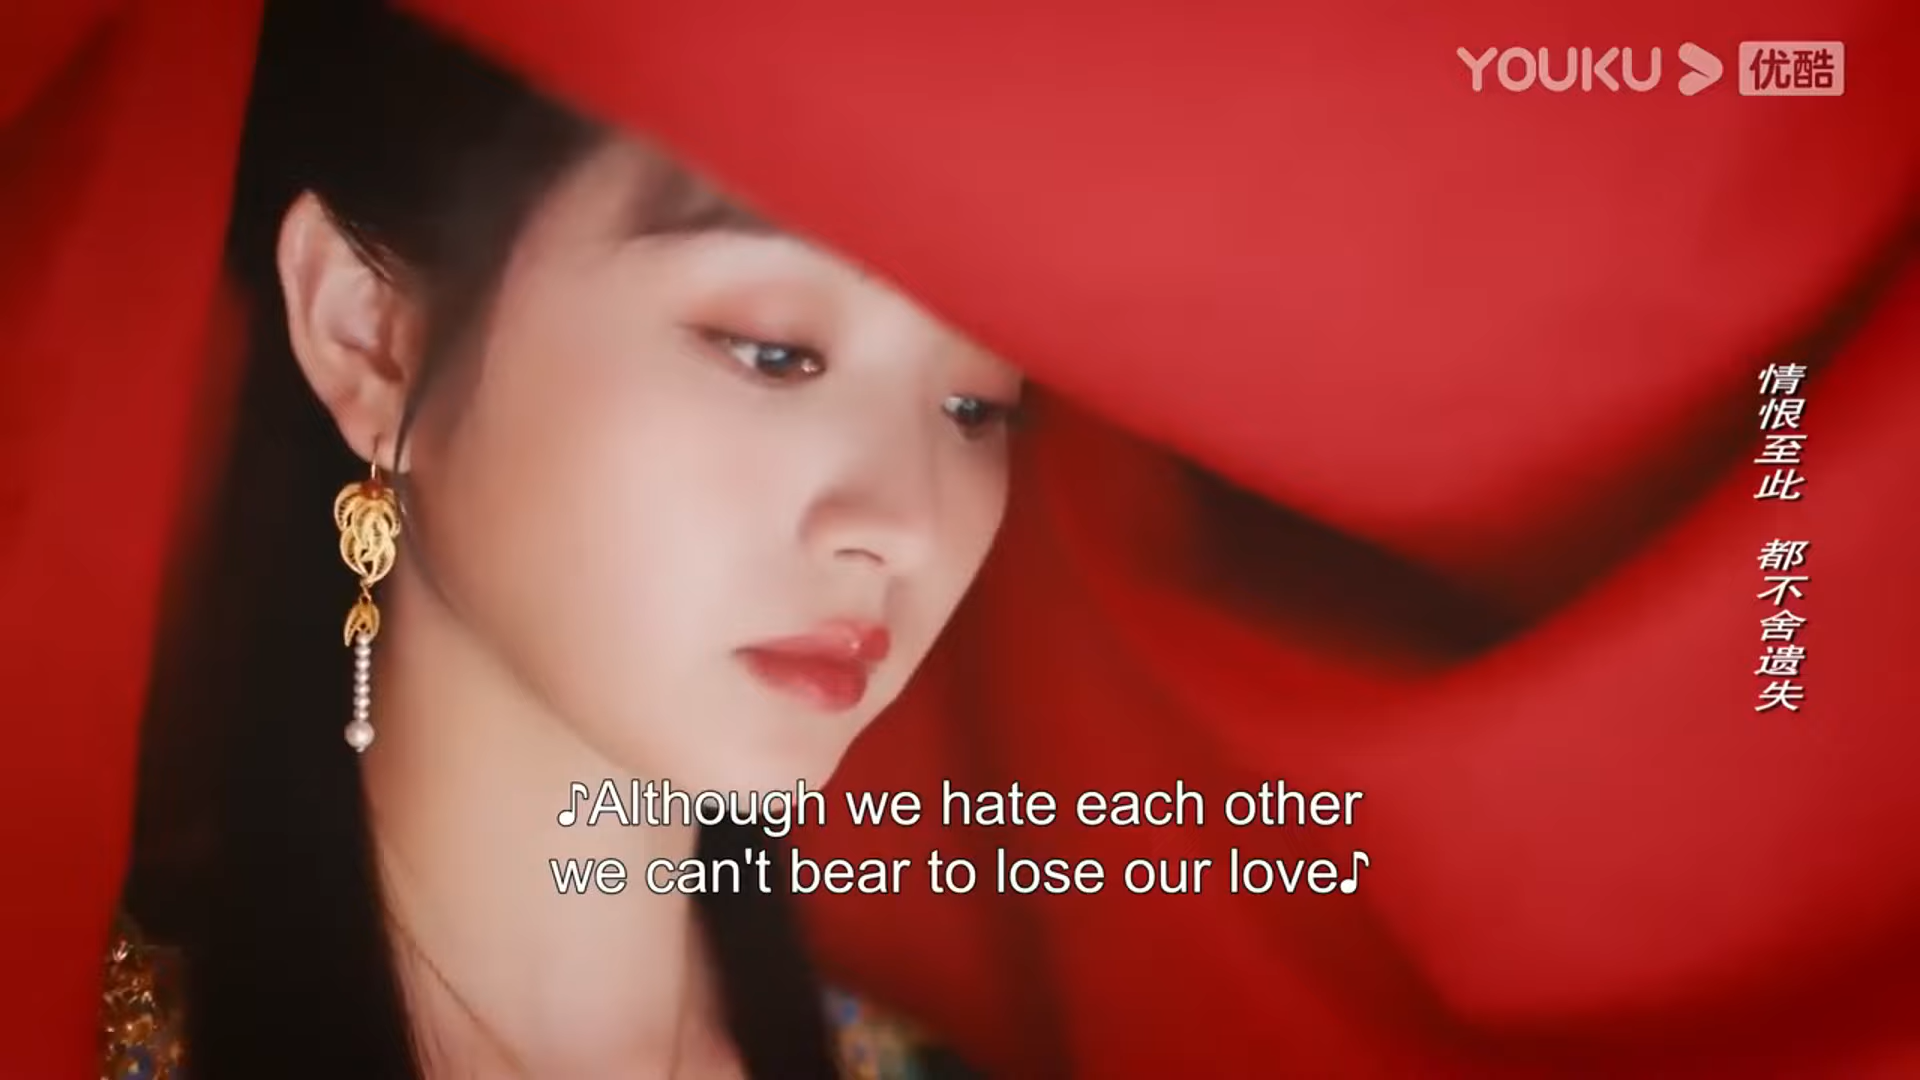 YOUKU 优酷
情恨至此 都不舍遗失
♪Although we hate each other
we can't bear to lose our love♪